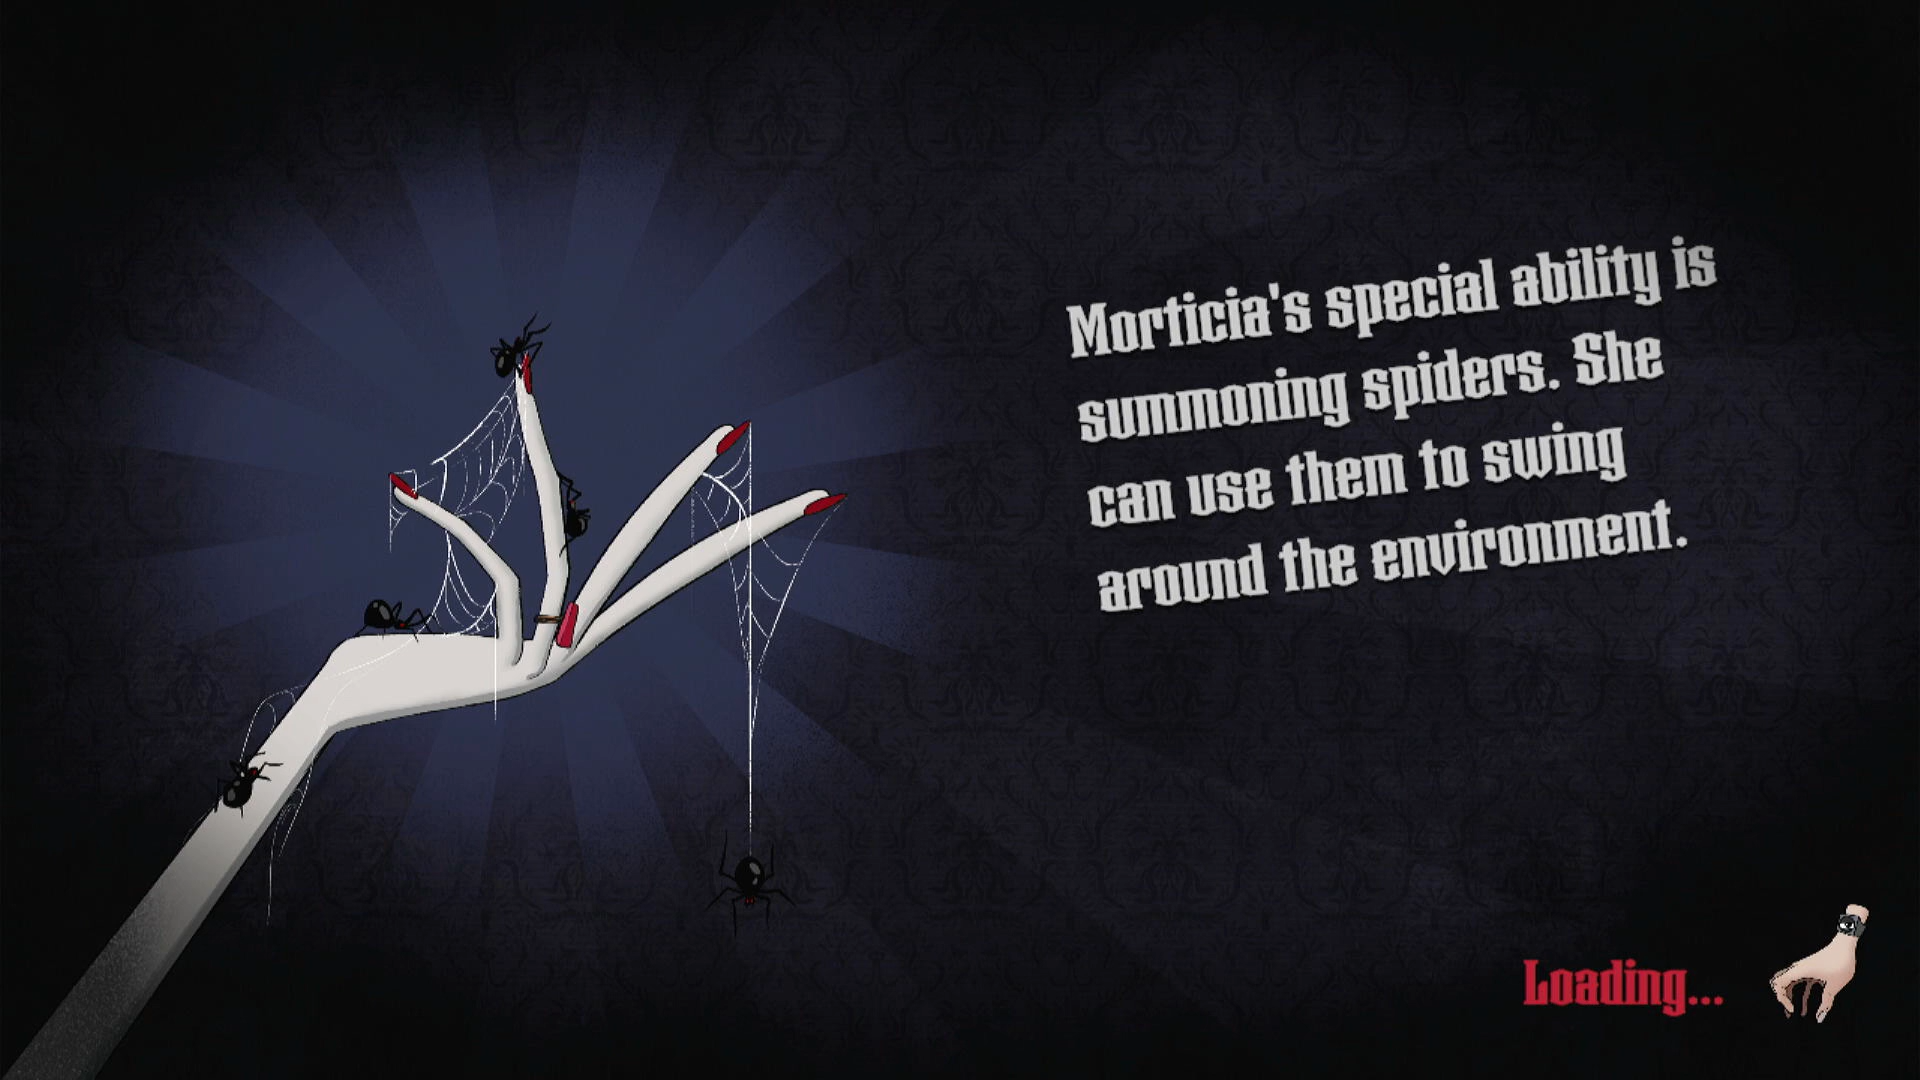 Morticia's special ability is
summoning spiders. She
can use them to swing
around the environment.
Loading...